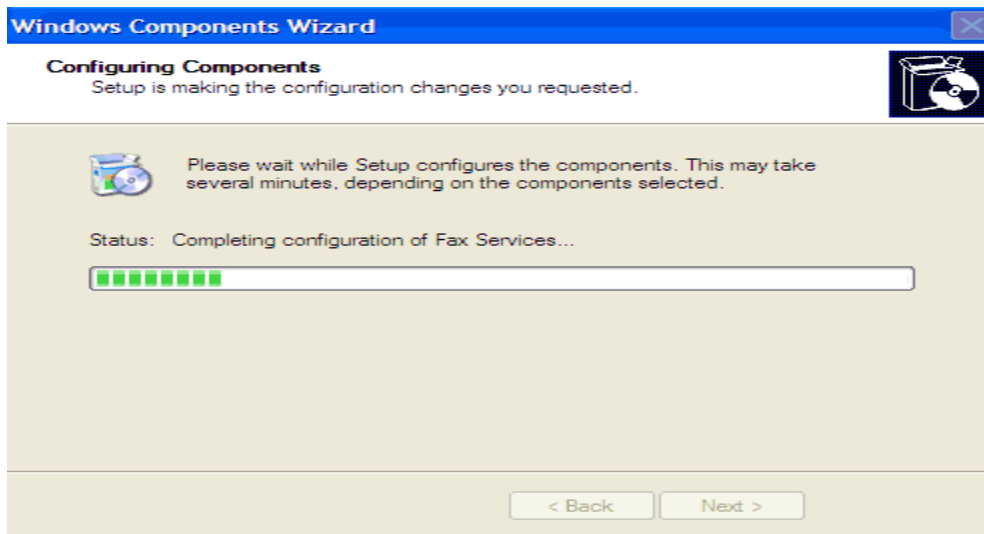 Windows Components Wizard
Configuring Components
Setup is making the configuration changes you requested.
Please wait while Setup configures the components. This may take
several minutes, depending on the components selected.
Status: Completing configuration of Fax Services...
< Back Next >